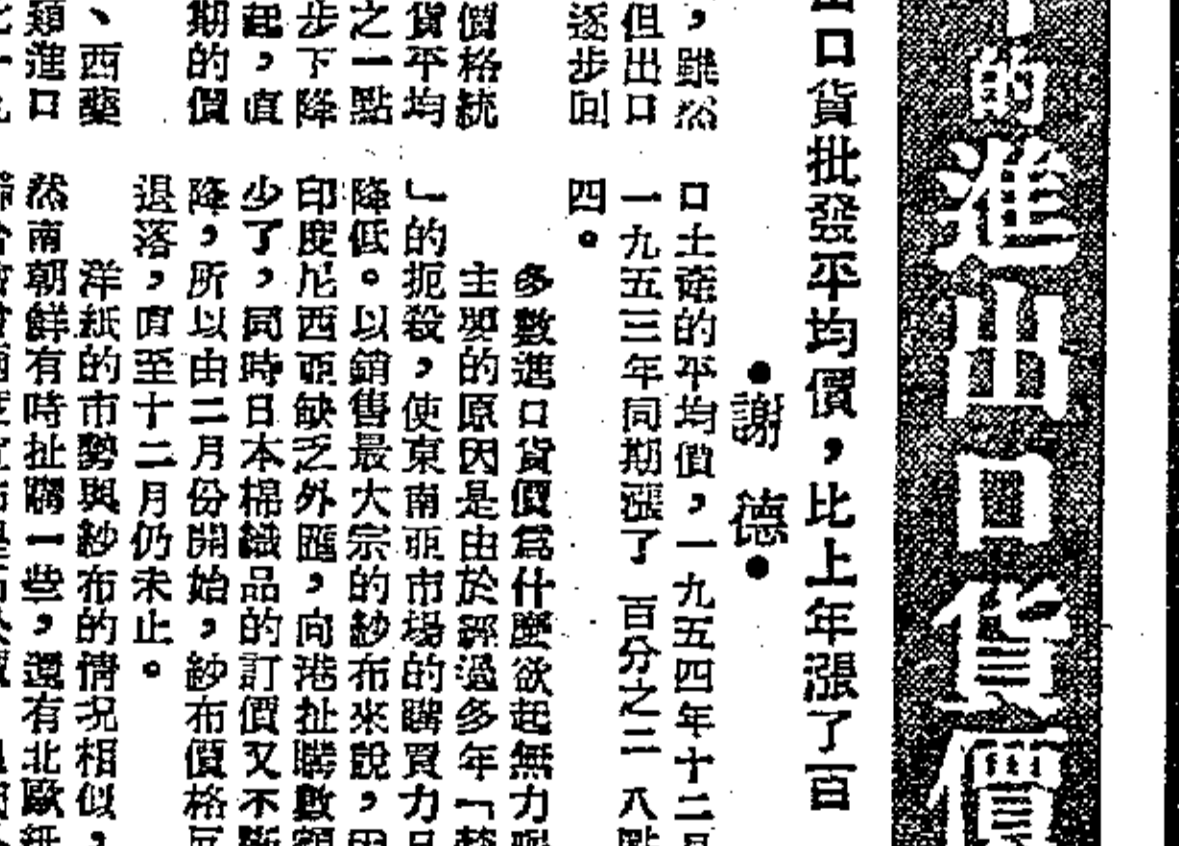 的進出口貨價
口貨批發平均價，比上年漲了百
●謝 德●
，雖然
口土產的平均價，一九五四年十二月
但出口
一九五三年同期漲了 百分之二 八點
逐步回
四。
多數進口貨價爲什麼欲起無力呢
價格統
主要的原因是由於經過多年「禁
貨平均
」的扼殺，使東南亞市場的購買力日
之一點
降低。以銷售最大宗的紗布來說，因
步下降
印度尼西亞缺乏外匯，向港扯購數額
起，直
少了，同時日本棉織品的訂價又不斷
期的價
降，所以由二月份開始，紗布價格反
退落，直至十二月仍未止。
、西藥
洋紙的市勢與紗布的情況相似，
類進口
然南朝鮮有時扯購一些，還有北歐紙